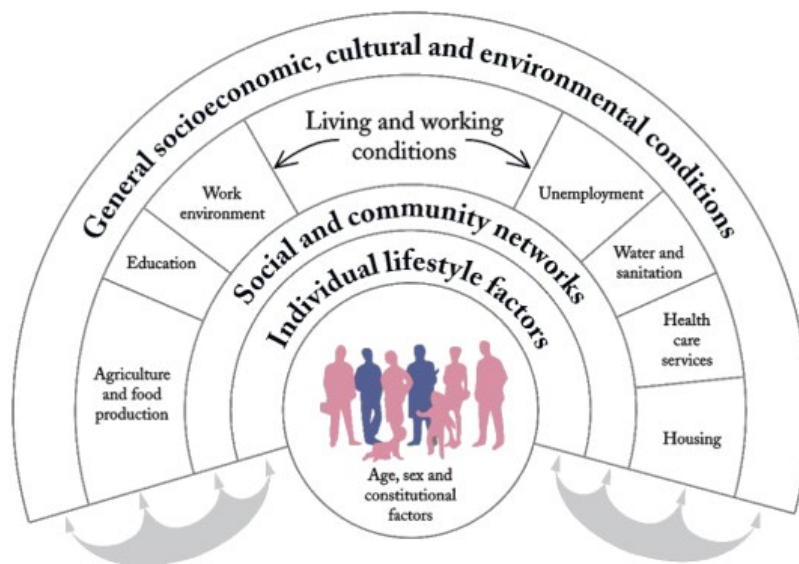 General socioeconomic, cultural and environmental conditions
Living and working
conditions
Work
environment
Unemployment
Education
Water and
sanitation
Agriculture
and food
production
Health
care
services
Housing
Social and community networks
Individual lifestyle factors
Age, sex and
constitutional
factors